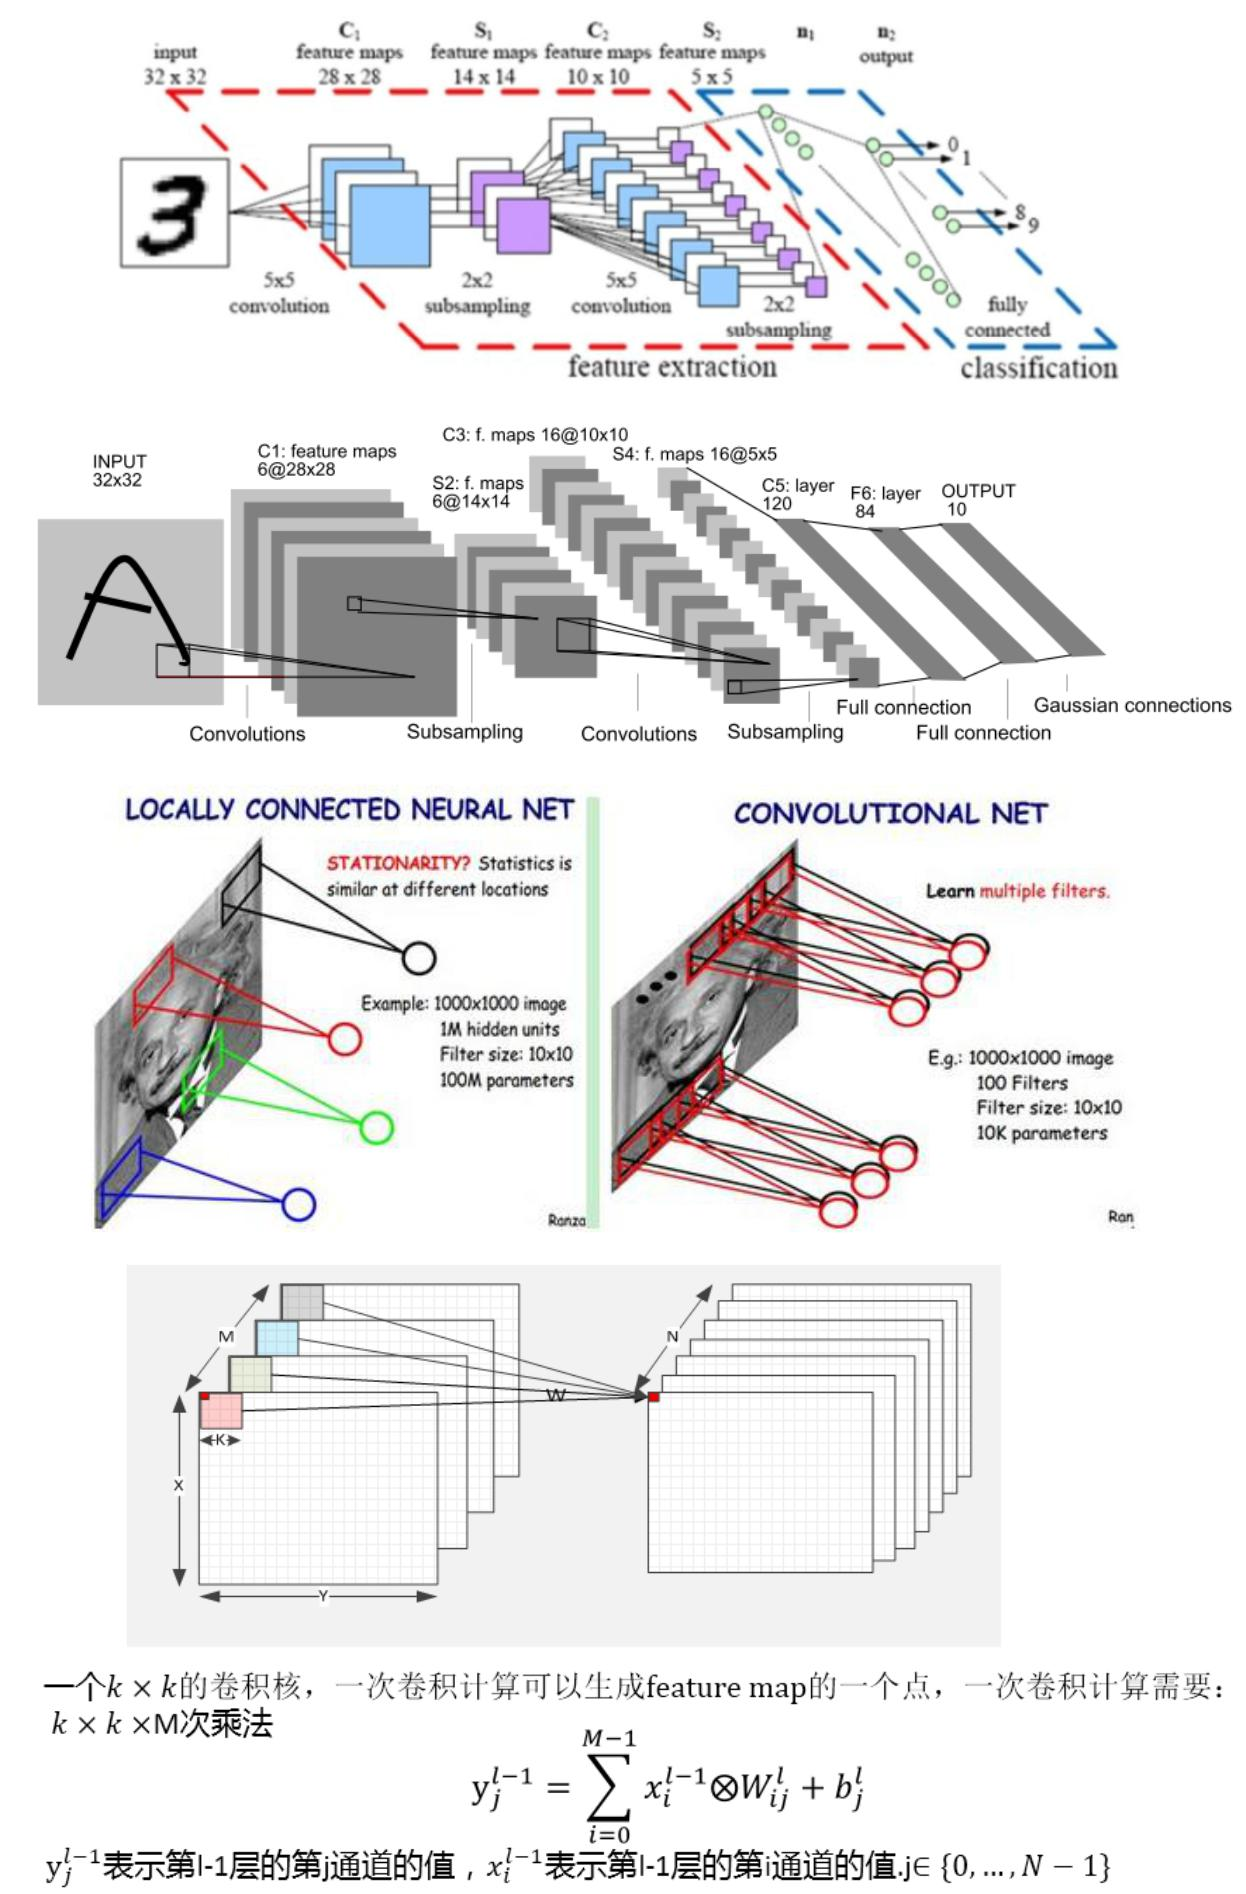 input
32 x 32
C₁
feature maps
28 x 28
S₁
feature maps
14 x 14
C₂
feature maps
10 x 10
S₂
feature maps
5 x 5
n₁
n₂
output
3
0
1
8
9
5x5
convolution
2x2
subsampling
5x5
convolution
2x2
subsampling
fully
connected
feature extraction
classification
INPUT
32x32
C1: feature maps
6@28x28
S2: f. maps
6@14x14
C3: f. maps 16@10x10
S4: f. maps 16@5x5
C5: layer
120
F6: layer
84
OUTPUT
10
A
Convolutions
Subsampling
Convolutions
Subsampling
Full connection
Full connection
Gaussian connections
LOCALLY CONNECTED NEURAL NET
STATIONARITY? Statistics is
similar at different locations
Example: 1000x1000 image
1M hidden units
Filter size: 10x10
100M parameters
Ranza
CONVOLUTIONAL NET
Learn multiple filters.
E.g.: 1000x1000 image
100 Filters
Filter size: 10x10
10K parameters
Ran
M
K
X
Y
W
N
一个k × k的卷积核，一次卷积计算可以生成feature map的一个点，一次卷积计算需要：
k × k ×M次乘法
y_j^{l−1} = ∑_{i=0}^{M−1} x_i^{l−1}⊗W_{ij}^l + b_j^l
y_j^{l−1}表示第l-1层的第j通道的值，x_i^{l−1}表示第l-1层的第i通道的值.j∈ {0, … , N − 1}